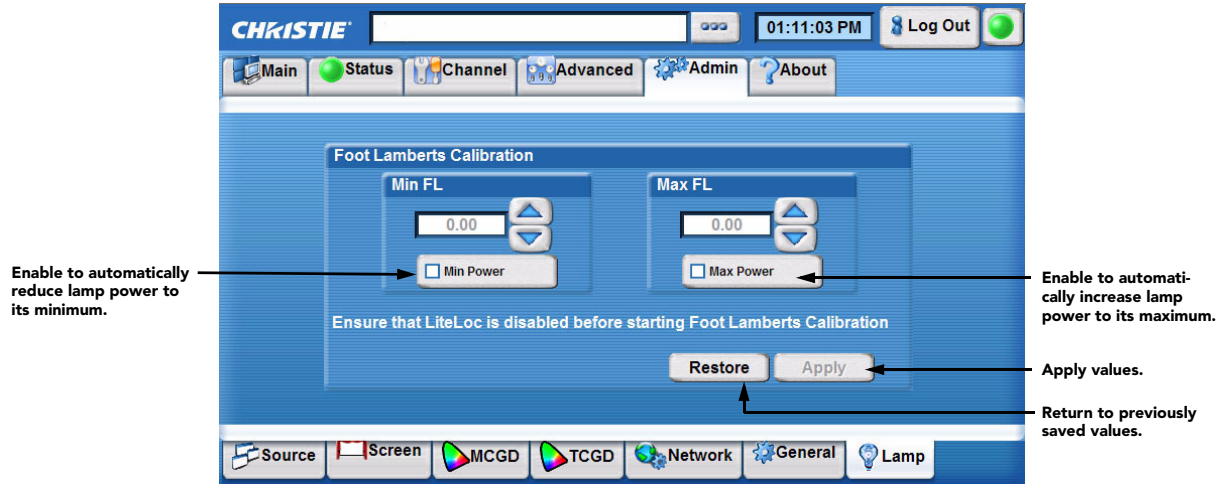 CHRISTIE
01:11:03 PM
Log Out
Main
Status
Channel
Advanced
Admin
About
Foot Lamberts Calibration
Min FL
Max FL
0.00
0.00
Min Power
Max Power
Enable to automatically
reduce lamp power to
its minimum.
Enable to automati-
cally increase lamp
power to its maximum.
Ensure that LiteLoc is disabled before starting Foot Lamberts Calibration
Restore
Apply
Apply values.
Return to previously
saved values.
Source
Screen
MCGD
TCGD
Network
General
Lamp